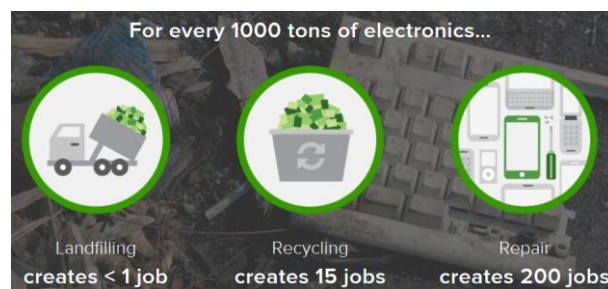 For every 1000 tons of electronics...
Landfilling
creates < 1 job
Recycling
creates 15 jobs
Repair
creates 200 jobs